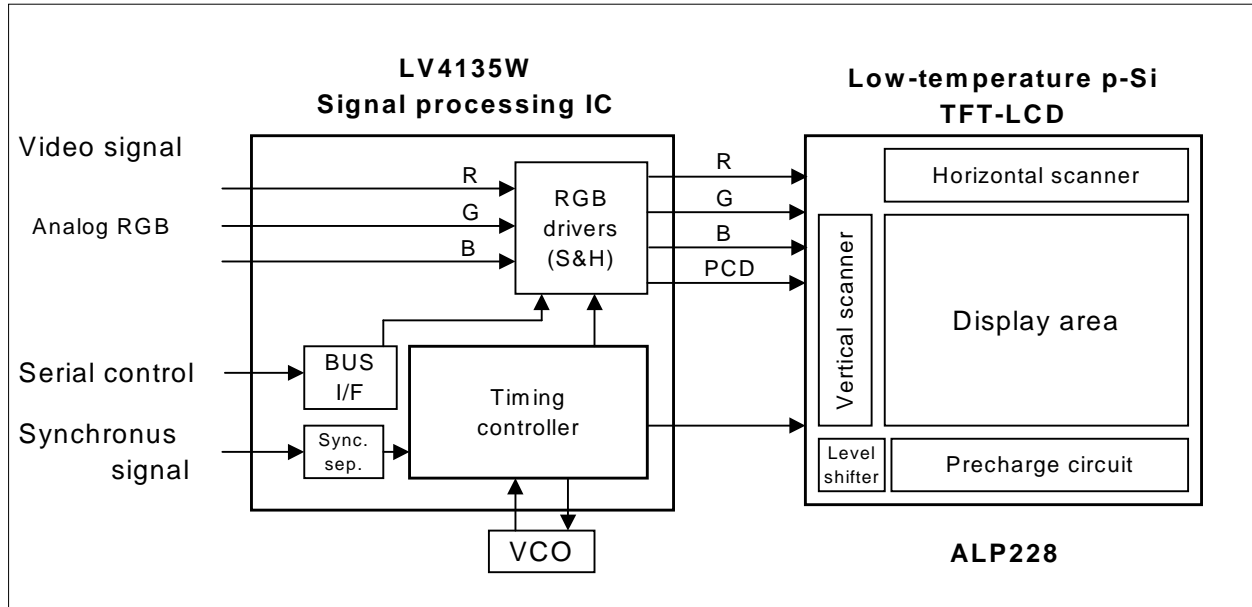 LV4135W
Signal processing IC
Low-temperature p-Si
TFT-LCD
Video signal
Analog RGB
R
G
B
RGB
drivers
(S&H)
R
G
B
PCD
Horizontal scanner
Vertical scanner
Display area
Serial control
BUS
I/F
Timing
controller
Synchronus
signal
Sync.
sep.
Level
shifter
Precharge circuit
VCO
ALP228